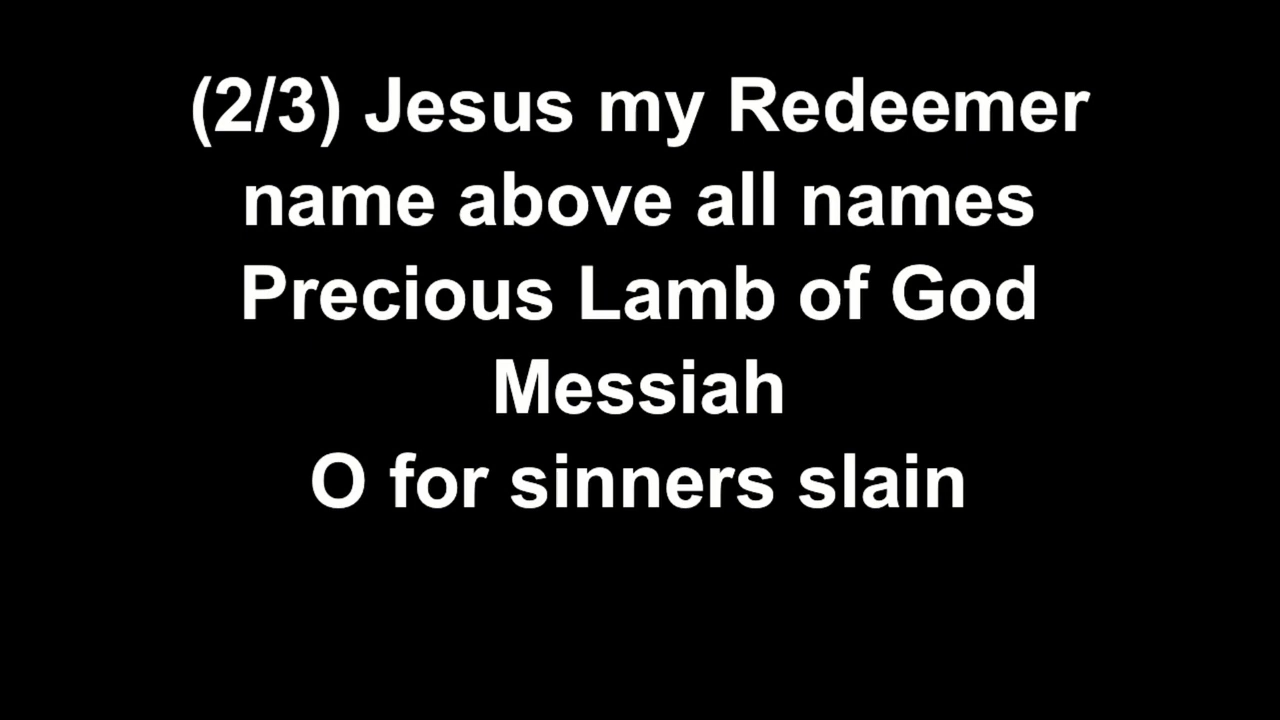 (2/3) Jesus my Redeemer
name above all names
Precious Lamb of God
Messiah
O for sinners slain